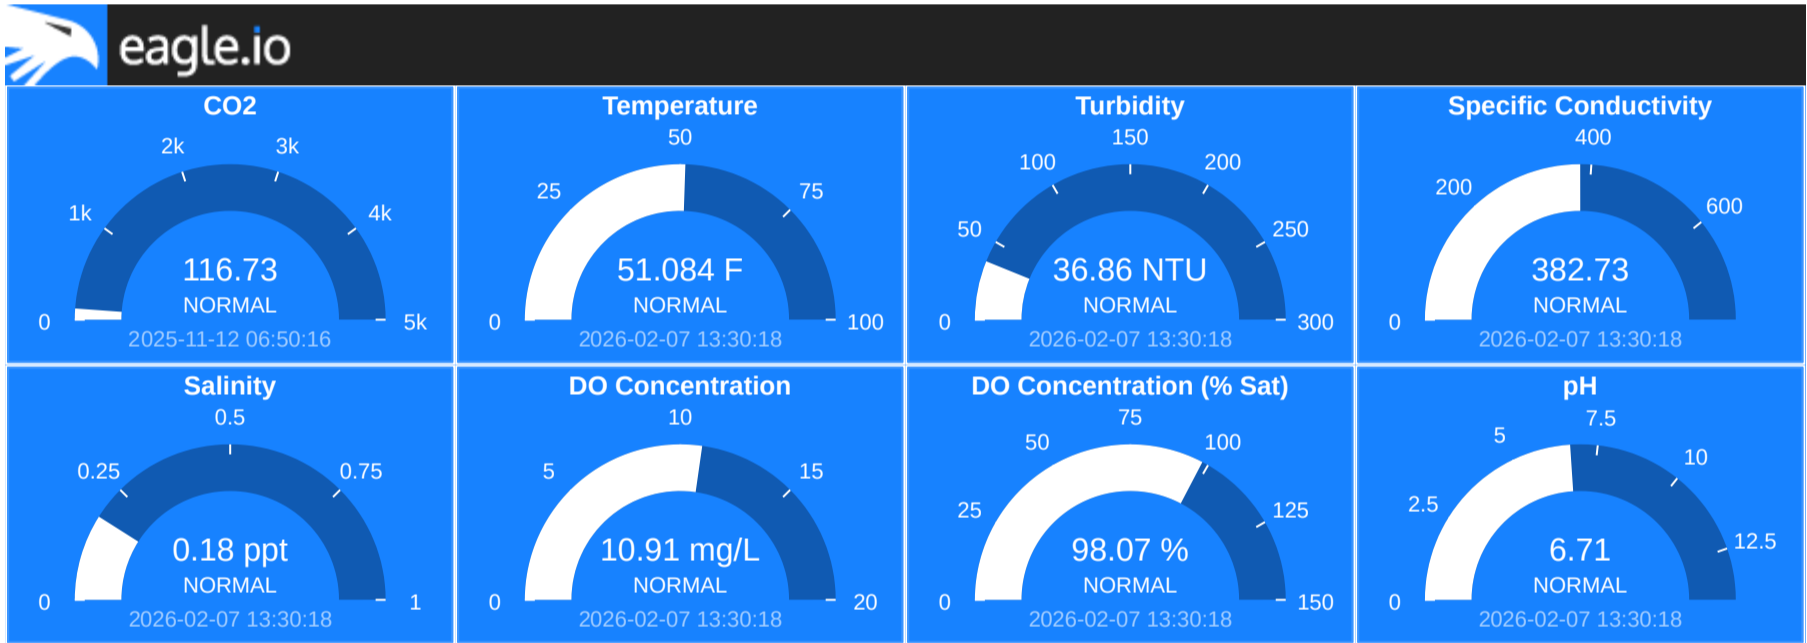 eagle.io
CO2
0
1k
2k
3k
4k
5k
116.73
NORMAL
2025-11-12 06:50:16
Temperature
0
25
50
75
100
51.084 F
NORMAL
2026-02-07 13:30:18
Turbidity
0
50
100
150
200
250
300
36.86 NTU
NORMAL
2026-02-07 13:30:18
Specific Conductivity
0
200
400
600
382.73
NORMAL
2026-02-07 13:30:18
Salinity
0
0.25
0.5
0.75
1
0.18 ppt
NORMAL
2026-02-07 13:30:18
DO Concentration
0
5
10
15
20
10.91 mg/L
NORMAL
2026-02-07 13:30:18
DO Concentration (% Sat)
0
25
50
75
100
125
150
98.07 %
NORMAL
2026-02-07 13:30:18
pH
0
2.5
5
7.5
10
12.5
6.71
NORMAL
2026-02-07 13:30:18